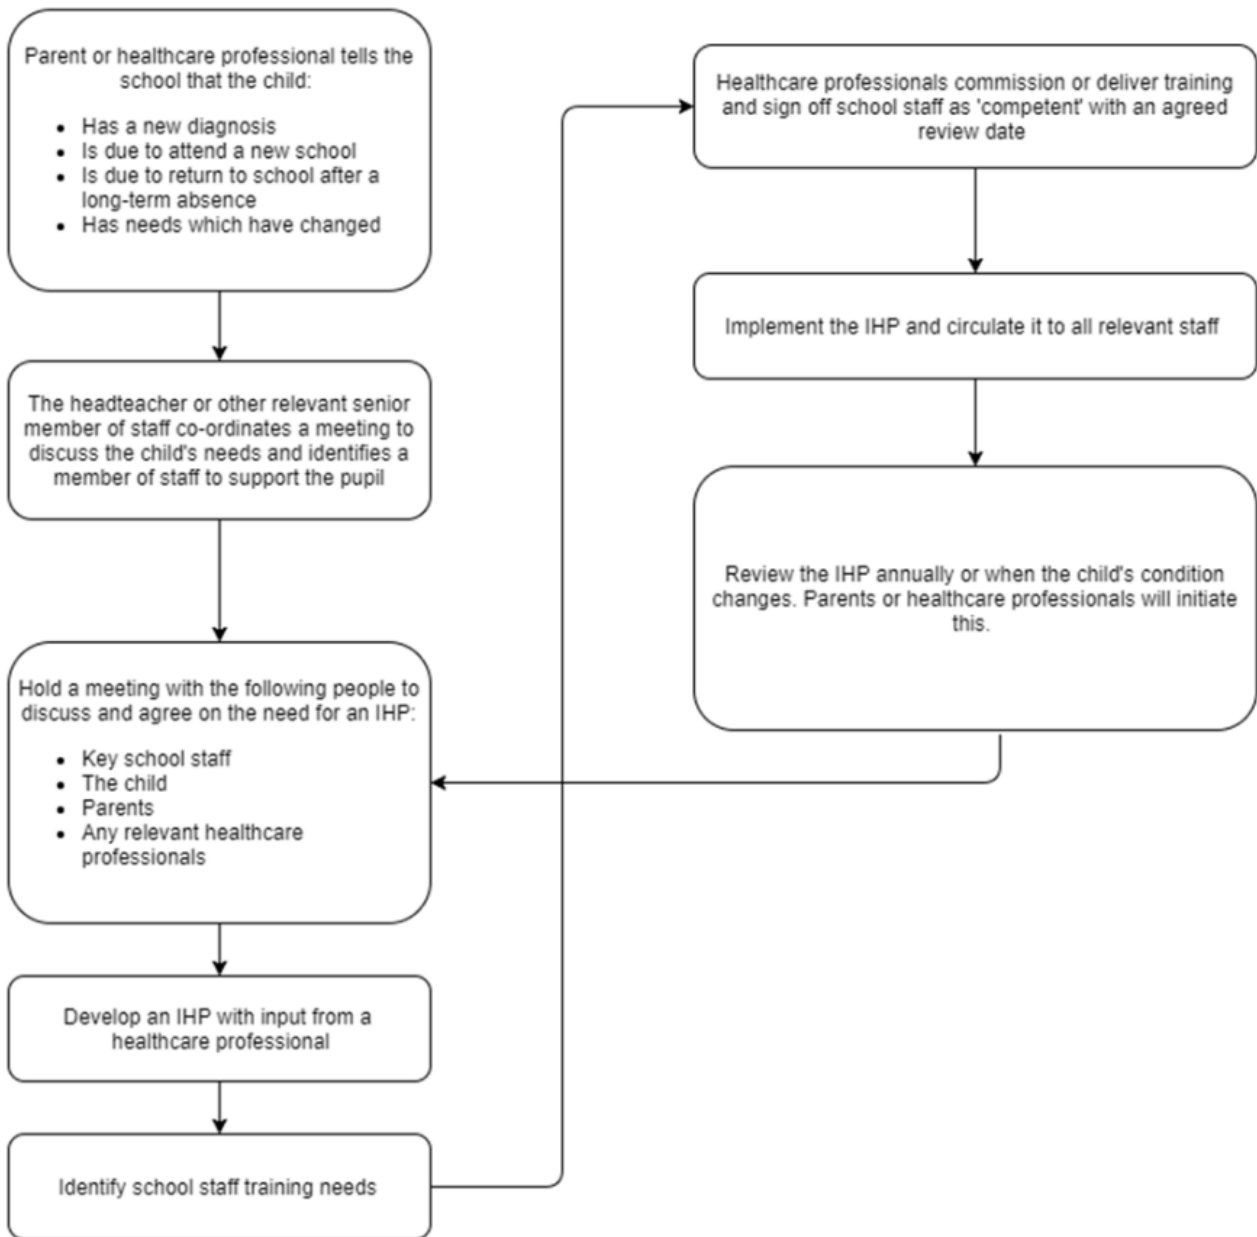 Parent or healthcare professional tells the
school that the child:
• Has a new diagnosis
• Is due to attend a new school
• Is due to return to school after a
long-term absence
• Has needs which have changed
The headteacher or other relevant senior
member of staff co-ordinates a meeting to
discuss the child's needs and identifies a
member of staff to support the pupil
Hold a meeting with the following people to
discuss and agree on the need for an IHP:
• Key school staff
• The child
• Parents
• Any relevant healthcare
professionals
Develop an IHP with input from a
healthcare professional
Identify school staff training needs
Healthcare professionals commission or deliver training
and sign off school staff as 'competent' with an agreed
review date
Implement the IHP and circulate it to all relevant staff
Review the IHP annually or when the child's condition
changes. Parents or healthcare professionals will initiate
this.